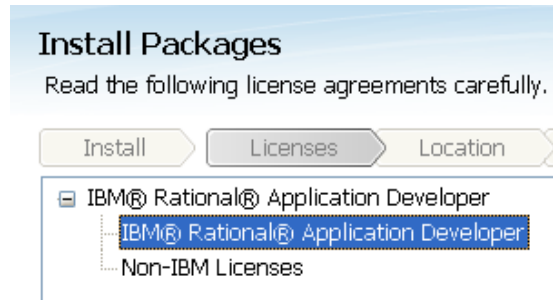 Install Packages
Read the following license agreements carefully.
Install Licenses Location
IBM® Rational® Application Developer
IBM® Rational® Application Developer
Non-IBM Licenses